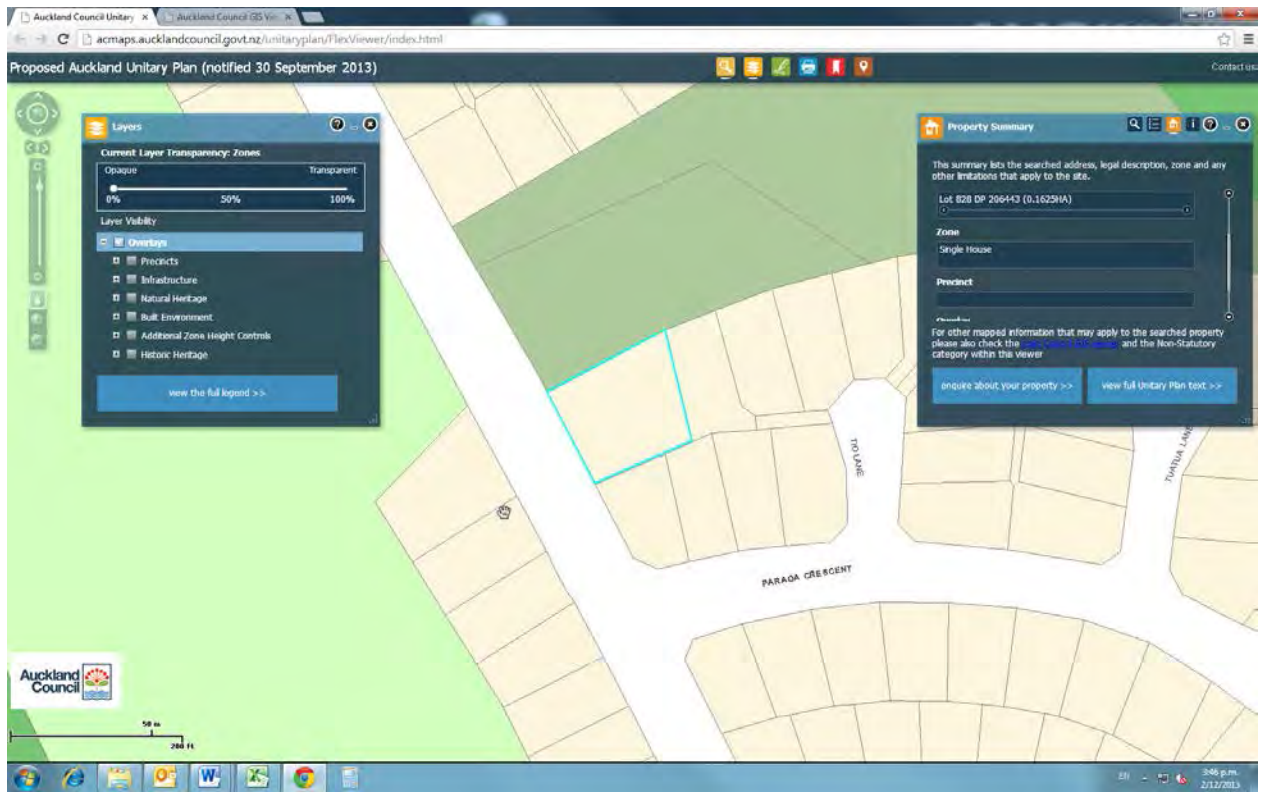 Auckland Council Unitary
Auckland Council GIS Vie
acmaps.aucklandcouncil.govt.nz/unitaryplan/FlexViewer/index.html
Proposed Auckland Unitary Plan (notified 30 September 2013)
Contact us
Layers
Current Layer Transparency: Zones
Opaque Transparent
0% 50% 100%
Layer Visiblity
Overlays
Precincts
Infrastructure
Natural Heritage
Built Environment
Additional Zone Height Controls
Historic Heritage
view the full legend >>
Property Summary
This summary lists the searched address, legal description, zone and any
other limitations that apply to the site.
Lot 828 DP 206443 (0.1625HA)
Zone
Single House
Precinct
For other mapped information that may apply to the searched property
please also check the
and the Non-Statutory
category within this viewer
enquire about your property >>
view full Unitary Plan text >>
TIO LANE
TUATUA LANE
PARAOA CRESCENT
Auckland
Council
50 m
200 ft
EN
3:46 p.m.
2/12/2013